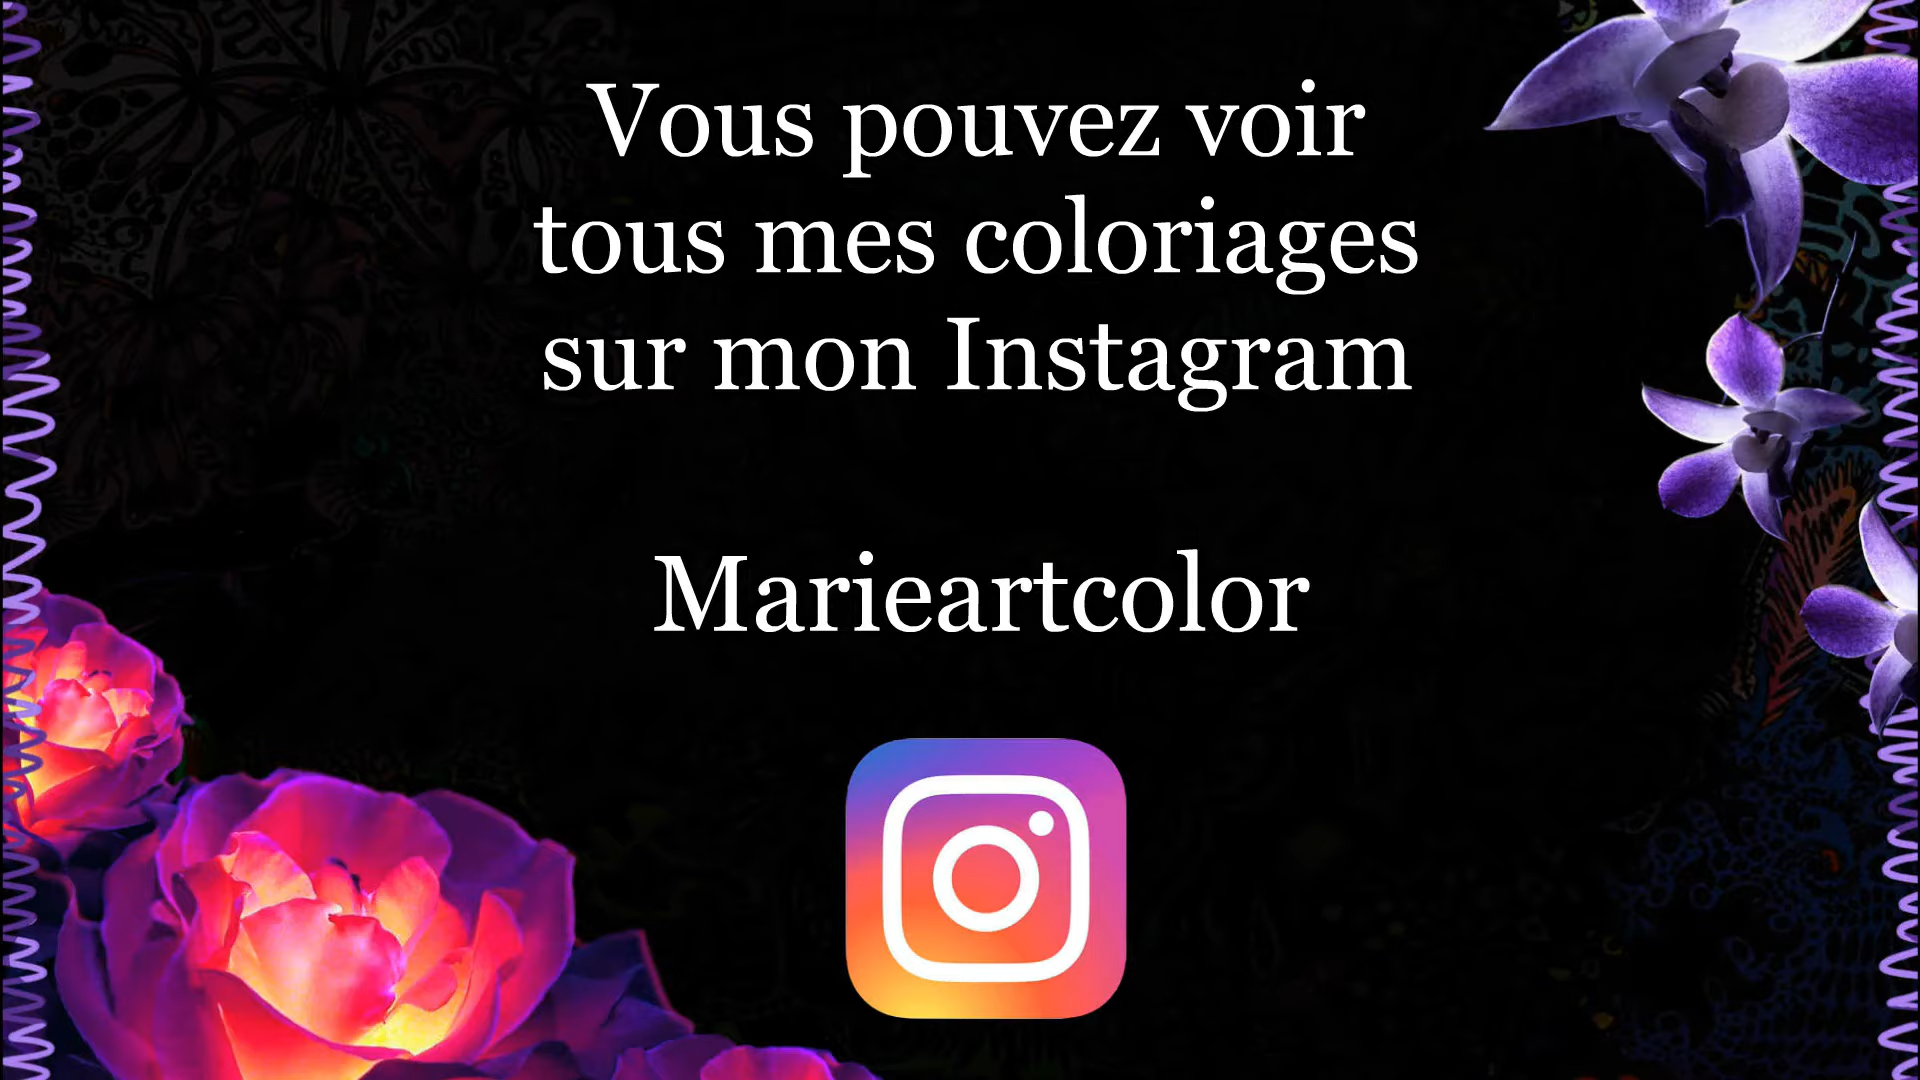 Vous pouvez voir
tous mes coloriages
sur mon Instagram
Marieartcolor